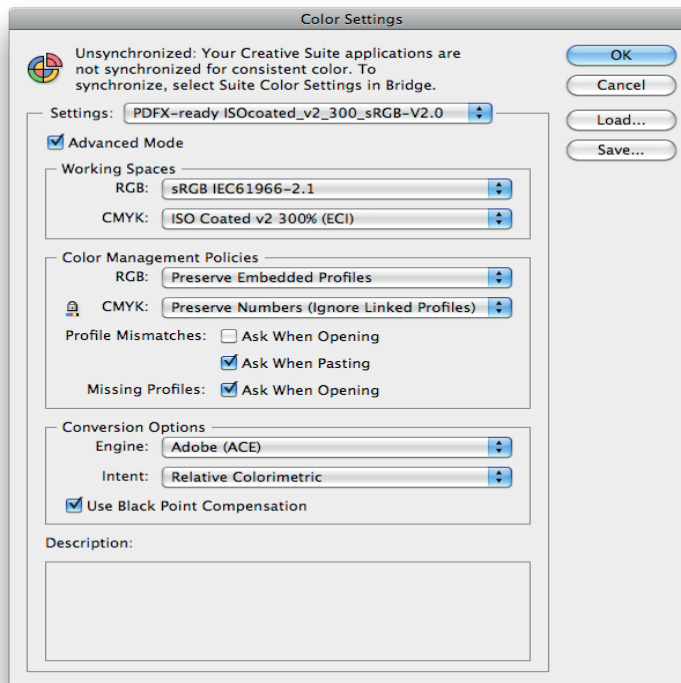 Color Settings
Unsynchronized: Your Creative Suite applications are
not synchronized for consistent color. To
synchronize, select Suite Color Settings in Bridge.
OK
Cancel
Load...
Save...
Settings: PDFX-ready ISOcoated_v2_300_sRGB-V2.0
Advanced Mode
Working Spaces
RGB: sRGB IEC61966-2.1
CMYK: ISO Coated v2 300% (ECI)
Color Management Policies
RGB: Preserve Embedded Profiles
CMYK: Preserve Numbers (Ignore Linked Profiles)
Profile Mismatches: Ask When Opening
Ask When Pasting
Missing Profiles: Ask When Opening
Conversion Options
Engine: Adobe (ACE)
Intent: Relative Colorimetric
Use Black Point Compensation
Description: